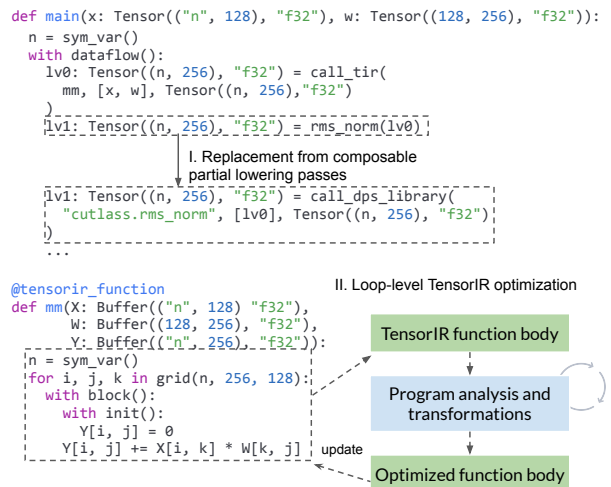 def main(x: Tensor(("n", 128), "f32"), w: Tensor((128, 256), "f32")):
n = sym_var()
with dataflow():
lv0: Tensor((n, 256), "f32") = call_tir(
mm, [x, w], Tensor((n, 256),"f32")
)
lv1: Tensor((n, 256), "f32") = rms_norm(lv0)
I. Replacement from composable
partial lowering passes
lv1: Tensor((n, 256), "f32") = call_dps_library(
"cutlass.rms_norm", [lv0], Tensor((n, 256), "f32")
)
...
@tensorir_function
def mm(X: Buffer(("n", 128) "f32"),
W: Buffer((128, 256), "f32"),
Y: Buffer(("n", 256), "f32")):
n = sym_var()
for i, j, k in grid(n, 256, 128):
with block():
with init():
Y[i, j] = 0
Y[i, j] += X[i, k] * W[k, j]
II. Loop-level TensorIR optimization
TensorIR function body
Program analysis and
transformations
update
Optimized function body